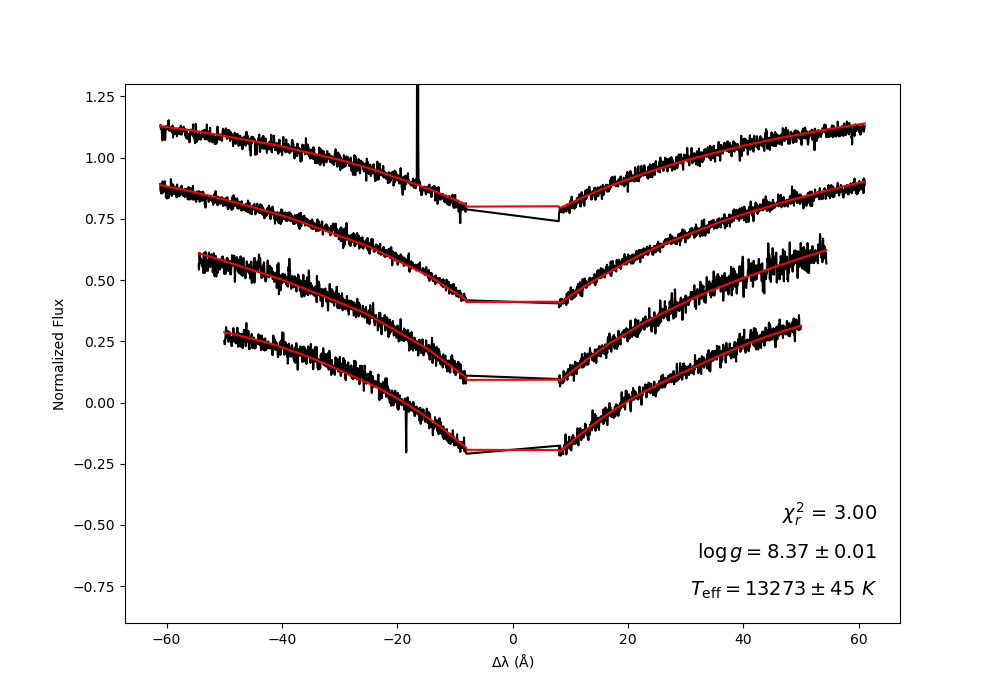 1.25
1.00
0.75
0.50
0.25
0.00
−0.25
−0.50
−0.75
Normalized Flux
χ²ᵣ = 3.00
log g = 8.37 ± 0.01
T_eff = 13273 ± 45 K
−60 −40 −20 0 20 40 60
Δλ (Å)